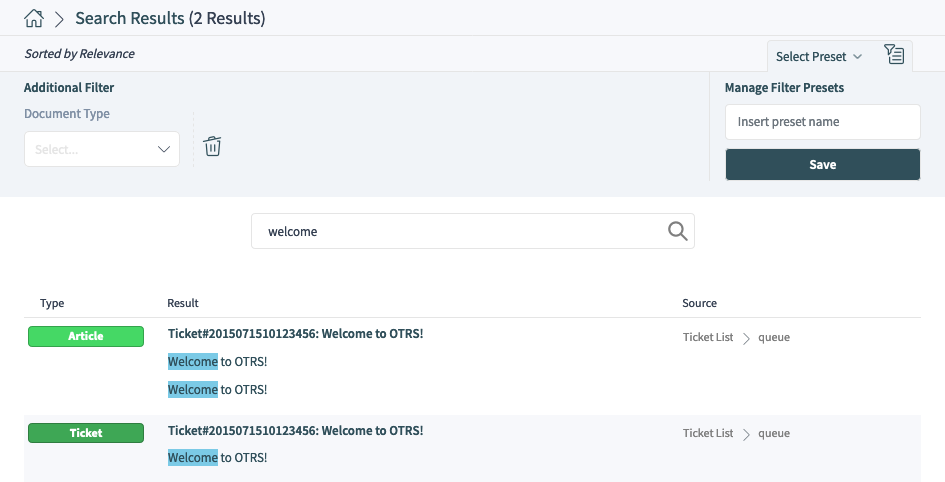 Search Results (2 Results)
Sorted by Relevance
Select Preset
Additional Filter
Manage Filter Presets
Document Type
Select...
Insert preset name
Save
welcome
Type Result Source
Article Ticket#2015071510123456: Welcome to OTRS! Ticket List queue
Welcome to OTRS!
Welcome to OTRS!
Ticket Ticket#2015071510123456: Welcome to OTRS! Ticket List queue
Welcome to OTRS!